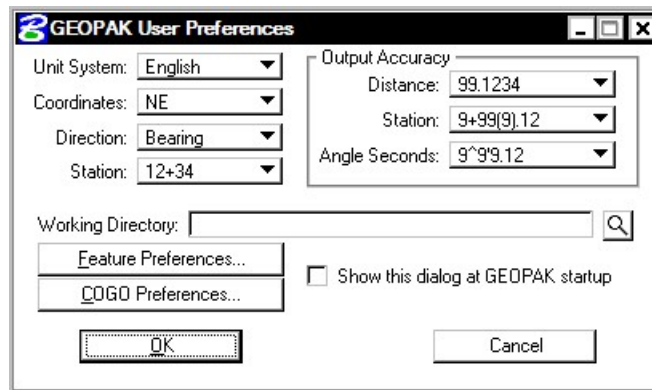 GEOPAK User Preferences
Unit System: English
Coordinates: NE
Direction: Bearing
Station: 12+34
Output Accuracy
Distance: 99.1234
Station: 9+99(9).12
Angle Seconds: 9^9'9.12
Working Directory:
Feature Preferences...
COGO Preferences...
Show this dialog at GEOPAK startup
OK
Cancel